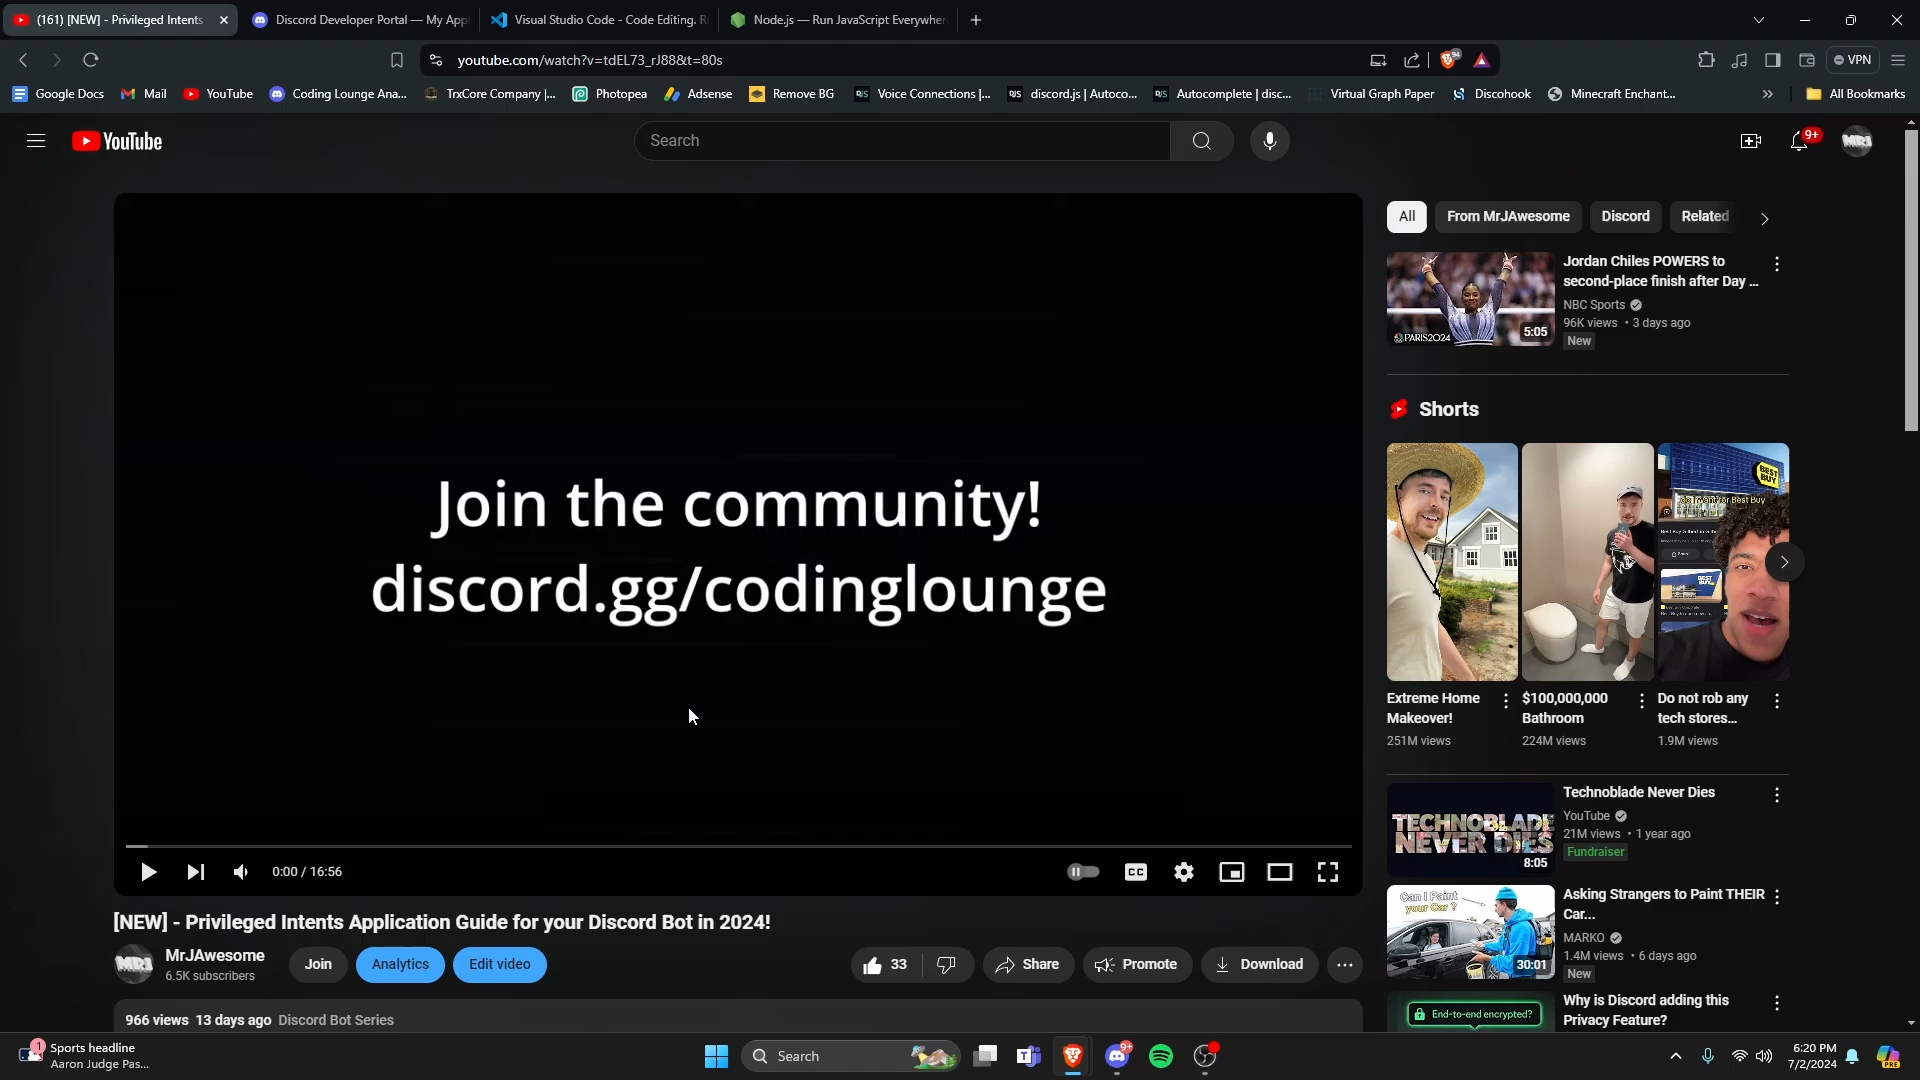 (161) [NEW] - Privileged Intents
Discord Developer Portal — My Appl
Visual Studio Code - Code Editing. R
Node.js — Run JavaScript Everywher
youtube.com/watch?v=tdEL73_rJ88&t=80s
94
VPN
Google Docs
Mail
YouTube
Coding Lounge Ana...
TrxCore Company |...
Photopea
Adsense
Remove BG
Voice Connections |...
discord.js | Autoco...
Autocomplete | disc...
Virtual Graph Paper
Discohook
Minecraft Enchant...
All Bookmarks
YouTube
Search
9+
All
From MrJAwesome
Discord
Related
Join the community!
discord.gg/codinglounge
0:00 / 16:56
CC
[NEW] - Privileged Intents Application Guide for your Discord Bot in 2024!
MrJAwesome
6.5K subscribers
Join
Analytics
Edit video
33
Share
Promote
Download
966 views 13 days ago Discord Bot Series
PARIS2024
5:05
Jordan Chiles POWERS to
second-place finish after Day ...
NBC Sports
96K views • 3 days ago
New
Shorts
BEST
BUY
Extreme Home
Makeover!
251M views
$100,000,000
Bathroom
224M views
Do not rob any
tech stores...
1.9M views
TECHNOBLADE
NEVER DIES
8:05
Technoblade Never Dies
YouTube
21M views • 1 year ago
Fundraiser
Can I Paint
your Car ?
30:01
Asking Strangers to Paint THEIR
Car...
MARKO
1.4M views • 6 days ago
New
End-to-end encrypted?
Why is Discord adding this
Privacy Feature?
1
Sports headline
Aaron Judge Pas...
Search
9+
6:20 PM
7/2/2024
PRE